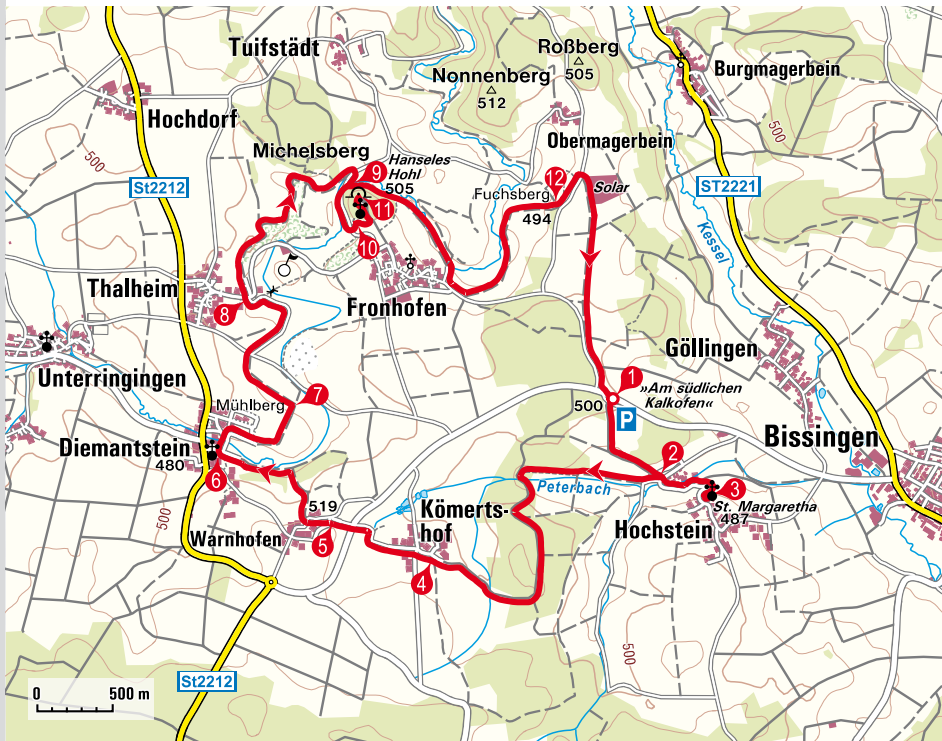 Tuifstädt
Roßberg
505
Nonnenberg
512
Burgmagerbein
Hochdorf
500
500
Obermagerbein
Michelsberg
Hanseles
Hohl
505
9
12
Solar
St2212
ST2221
Fuchsberg
494
11
10
Kessel
Thalheim
8
Fronhofen
Göllingen
Unterringingen
1
»Am südlichen
Kalkofen«
500
P
7
Mühlberg
Bissingen
Diemantstein
480
6
2
3
Peterbach
St. Margaretha
487
Hochstein
519
Kömerts-
hof
500
Warnhofen
5
4
500
St2212
0
500 m